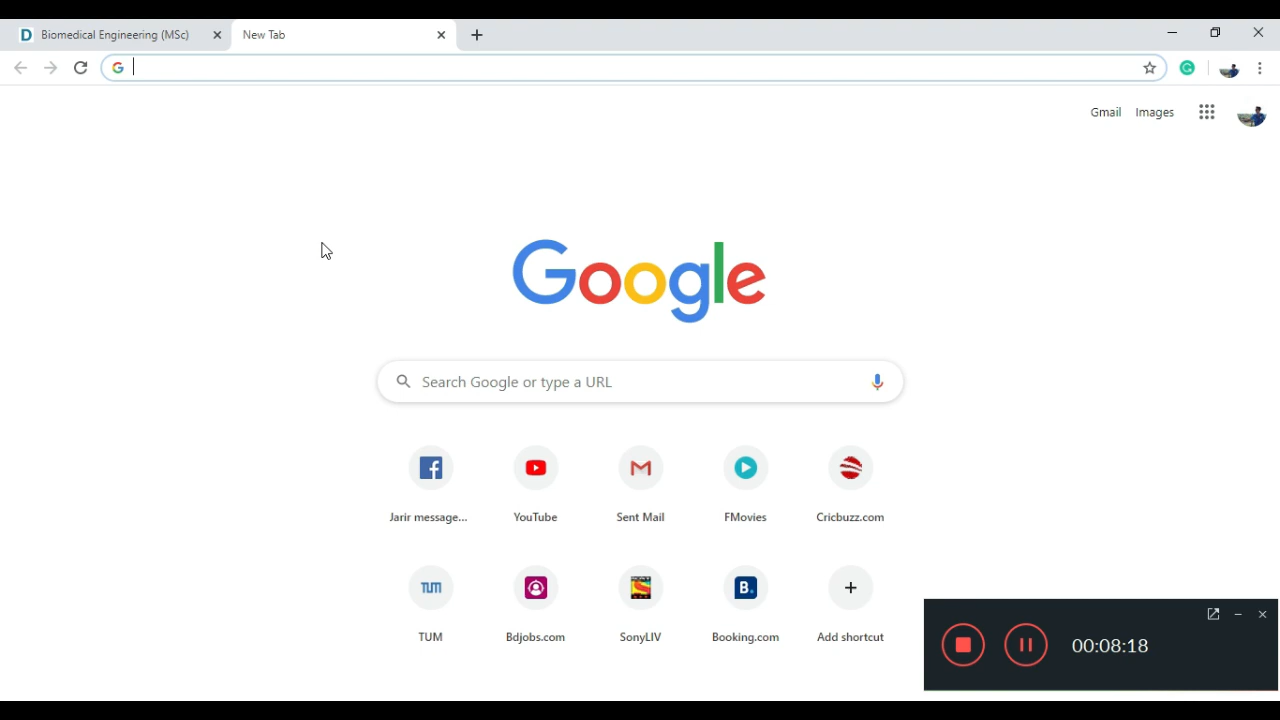 D Biomedical Engineering (MSc)
New Tab
Gmail Images
Google
Search Google or type a URL
Jarir message... YouTube Sent Mail FMovies Cricbuzz.com
TUM B.
TUM Bdjobs.com SonyLIV Booking.com Add shortcut
00:08:18